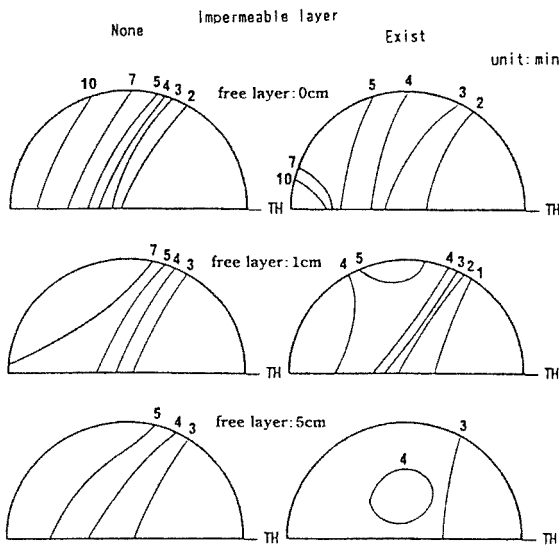 Impermeable layer
None Exist
unit: min
10 7 5 4 3 2 free layer: 0cm 5 4 3 2
7
10
TH TH
7 5 4 3 free layer: 1cm 4 5 4 3 2 1
TH TH
5 4 3 free layer: 5cm 3
4
TH TH